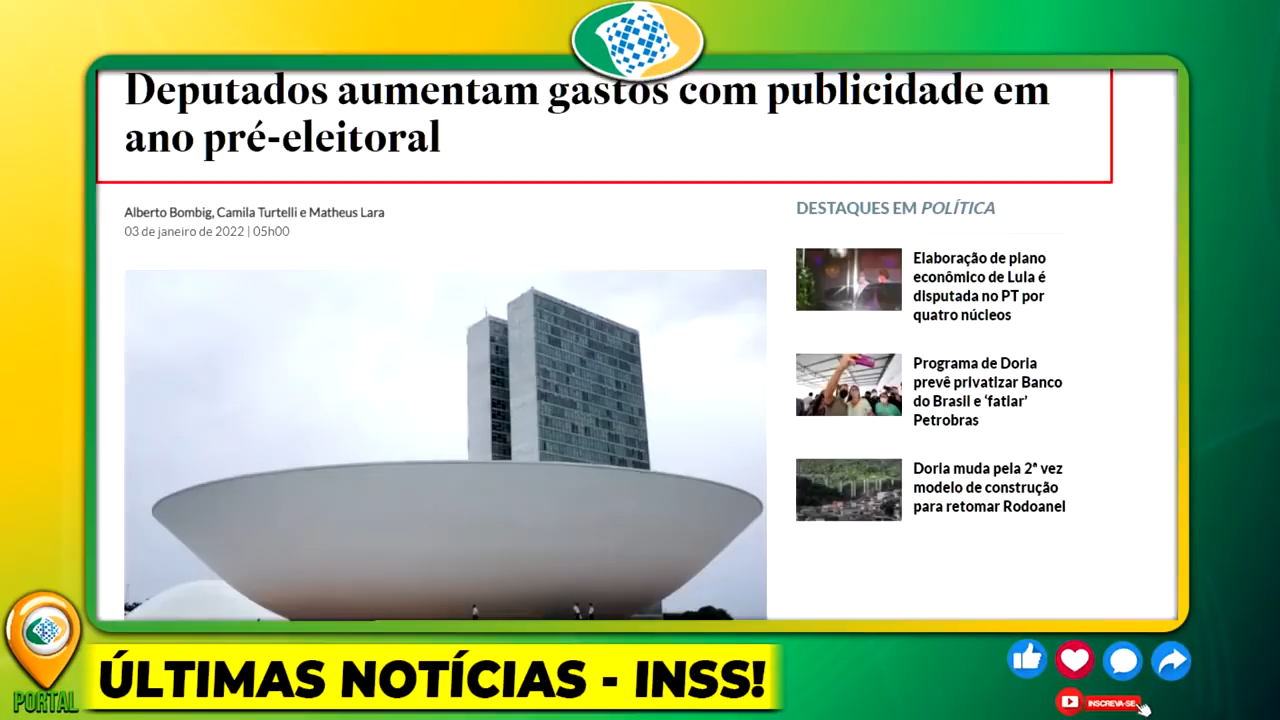 Deputados aumentam gastos com publicidade em
ano pré-eleitoral
Alberto Bombig, Camila Turtelli e Matheus Lara
03 de janeiro de 2022 | 05h00
DESTAQUES EM POLÍTICA
Elaboração de plano
econômico de Lula é
disputada no PT por
quatro núcleos
Programa de Doria
prevê privatizar Banco
do Brasil e ‘fatiar’
Petrobras
Doria muda pela 2ª vez
modelo de construção
para retomar Rodoanel
PORTAL
ÚLTIMAS NOTÍCIAS - INSS!
INSCREVA-SE